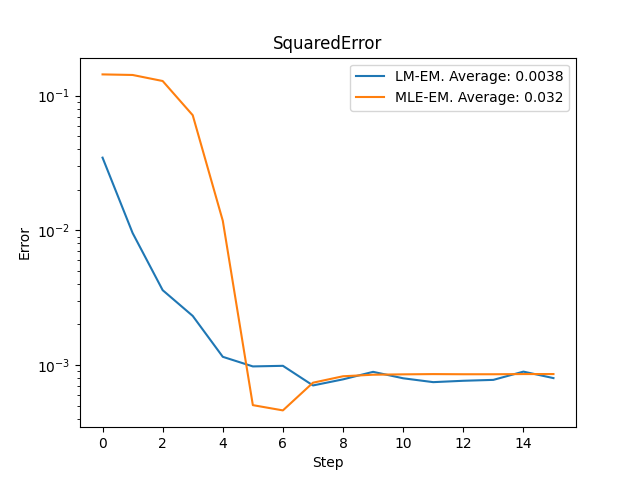 SquaredError
LM-EM. Average: 0.0038
MLE-EM. Average: 0.032
10⁻¹
10⁻²
10⁻³
Error
0 2 4 6 8 10 12 14
Step